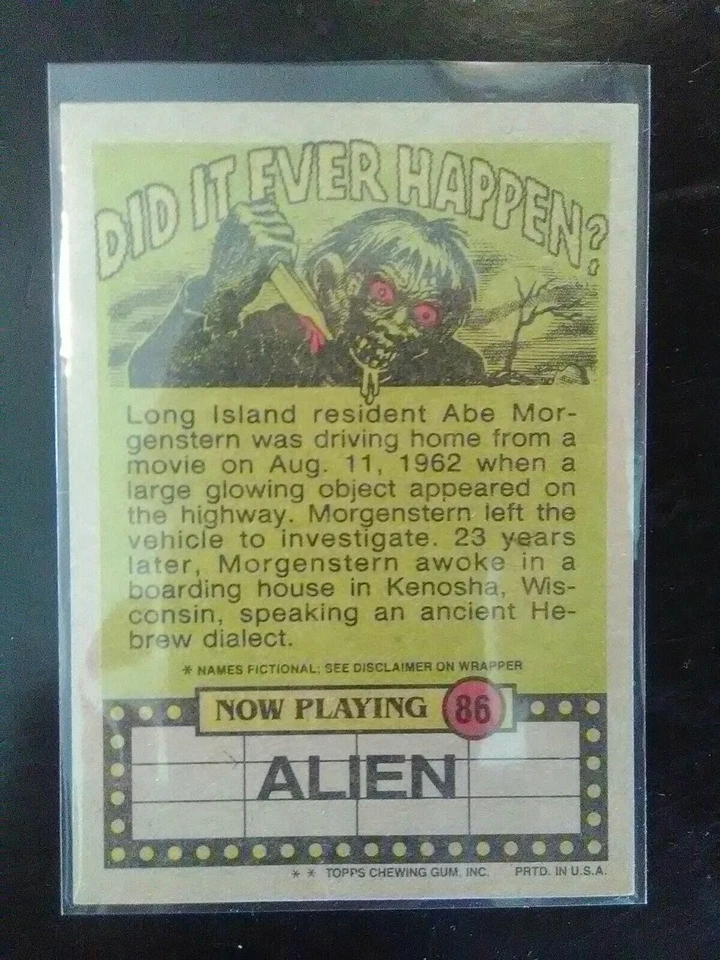 DID IT EVER HAPPEN?
Long Island resident Abe Mor-
genstern was driving home from a
movie on Aug. 11, 1962 when a
large glowing object appeared on
the highway. Morgenstern left the
vehicle to investigate. 23 years
later, Morgenstern awoke in a
boarding house in Kenosha, Wis-
consin, speaking an ancient He-
brew dialect.
* NAMES FICTIONAL; SEE DISCLAIMER ON WRAPPER
NOW PLAYING 86
ALIEN
* * TOPPS CHEWING GUM, INC. PRTD. IN U.S.A.